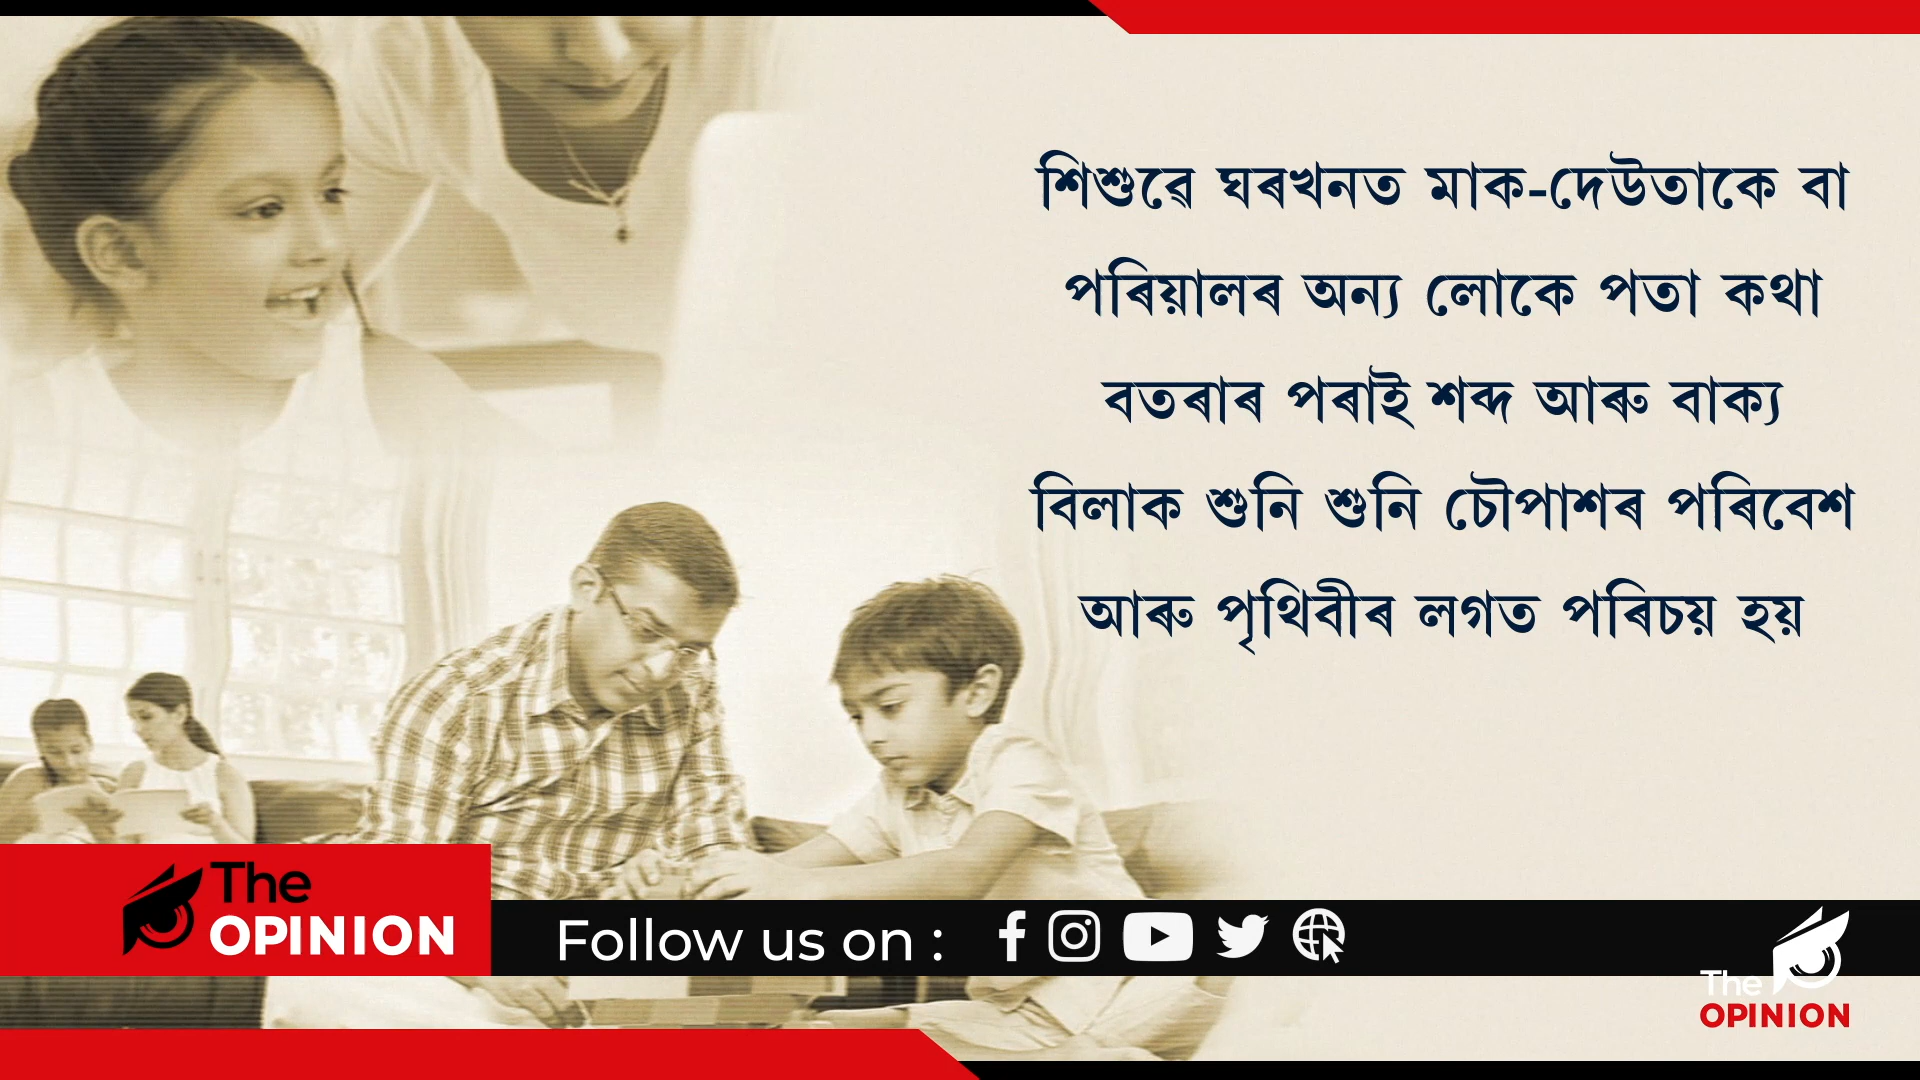 শিশুৱে ঘৰখনত মাক-দেউতাকে বা
পৰিয়ালৰ অন্য লোকে পতা কথা
বতৰাৰ পৰাই শব্দ আৰু বাক্য
বিলাক শুনি শুনি চৌপাশৰ পৰিবেশ
আৰু পৃথিবীৰ লগত পৰিচয় হয়
The
OPINION
Follow us on :
The
OPINION